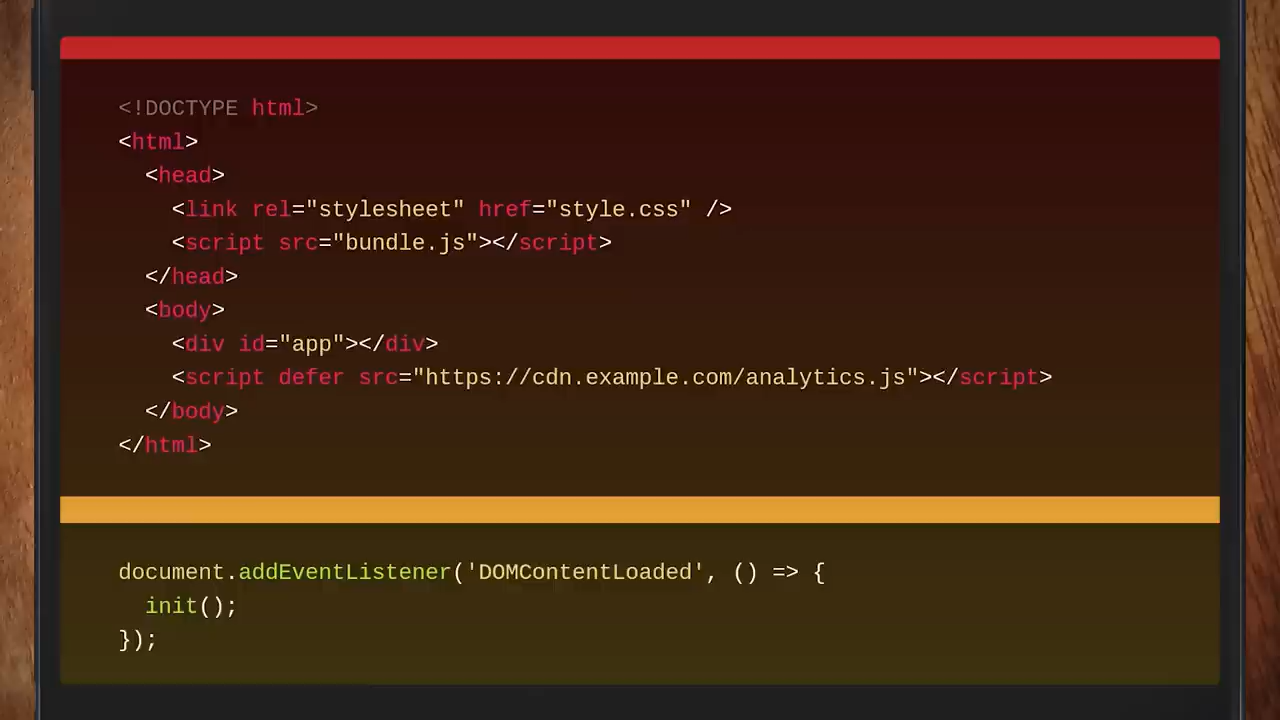 <!DOCTYPE html>
<html>
  <head>
    <link rel="stylesheet" href="style.css" />
    <script src="bundle.js"></script>
  </head>
  <body>
    <div id="app"></div>
    <script defer src="https://cdn.example.com/analytics.js"></script>
  </body>
</html>
document.addEventListener('DOMContentLoaded', () => {
  init();
});